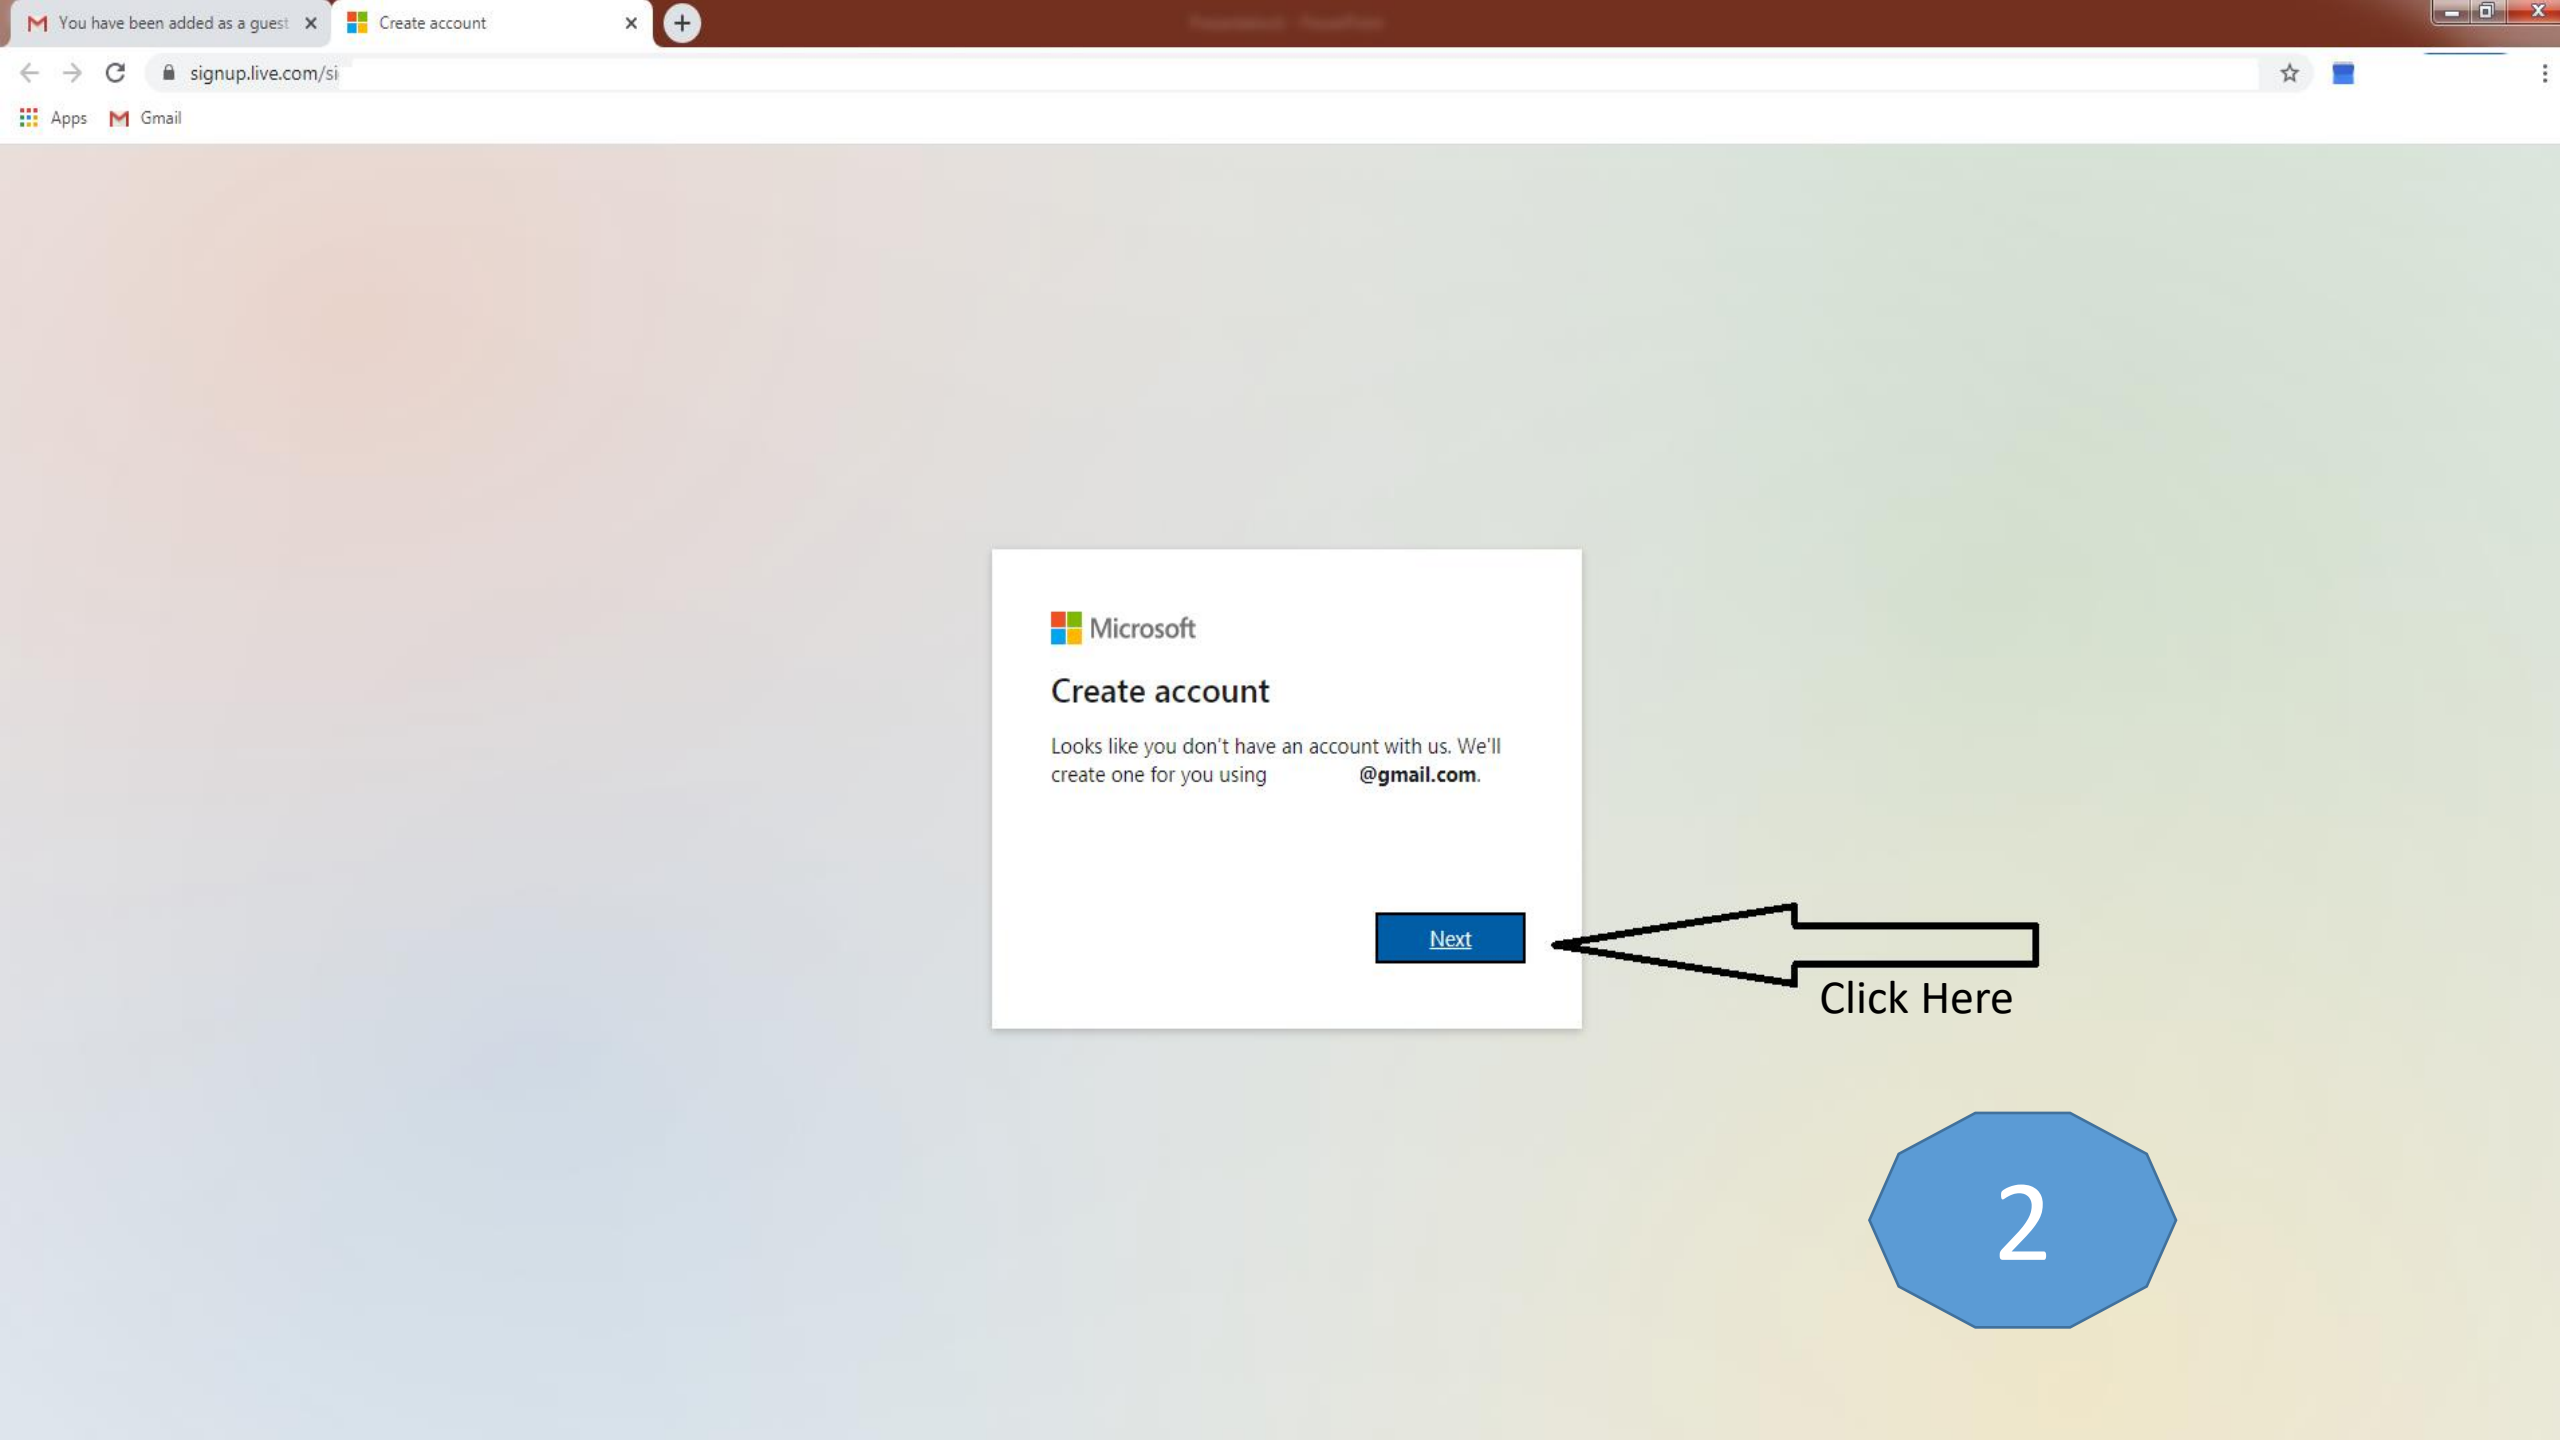 You have been added as a guest
Create account
signup.live.com/si
Apps
Gmail
Microsoft
Create account
Looks like you don't have an account with us. We'll
create one for you using @gmail.com.
Next
Click Here
2